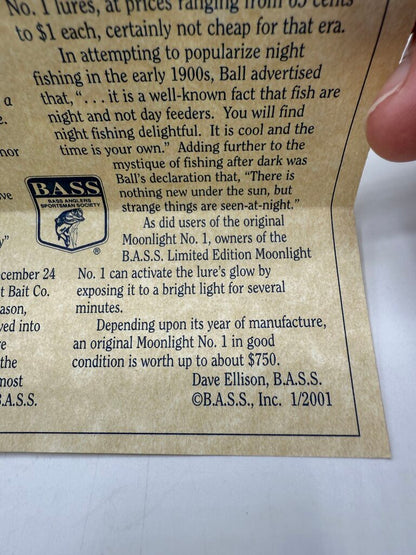 No. 1 lures, at prices ranging from 65 cents
to $1 each, certainly not cheap for that era.
In attempting to popularize night
fishing in the early 1900s, Ball advertised
that, ". . . it is a well-known fact that fish are
night and not day feeders. You will find
night fishing delightful. It is cool and the
time is your own." Adding further to the
mystique of fishing after dark was
Ball's declaration that, "There is
nothing new under the sun, but
strange things are seen-at-night."
As did users of the original
Moonlight No. 1, owners of the
B.A.S.S. Limited Edition Moonlight
No. 1 can activate the lure's glow by
exposing it to a bright light for several
minutes.
Depending upon its year of manufacture,
an original Moonlight No. 1 in good
condition is worth up to about $750.
Dave Ellison, B.A.S.S.
©B.A.S.S., Inc. 1/2001
BASS
BASS ANGLERS
SPORTSMAN SOCIETY
®
a
cember 24
t Bait Co.
ason,
ved into
re
the
most
B.A.S.S.